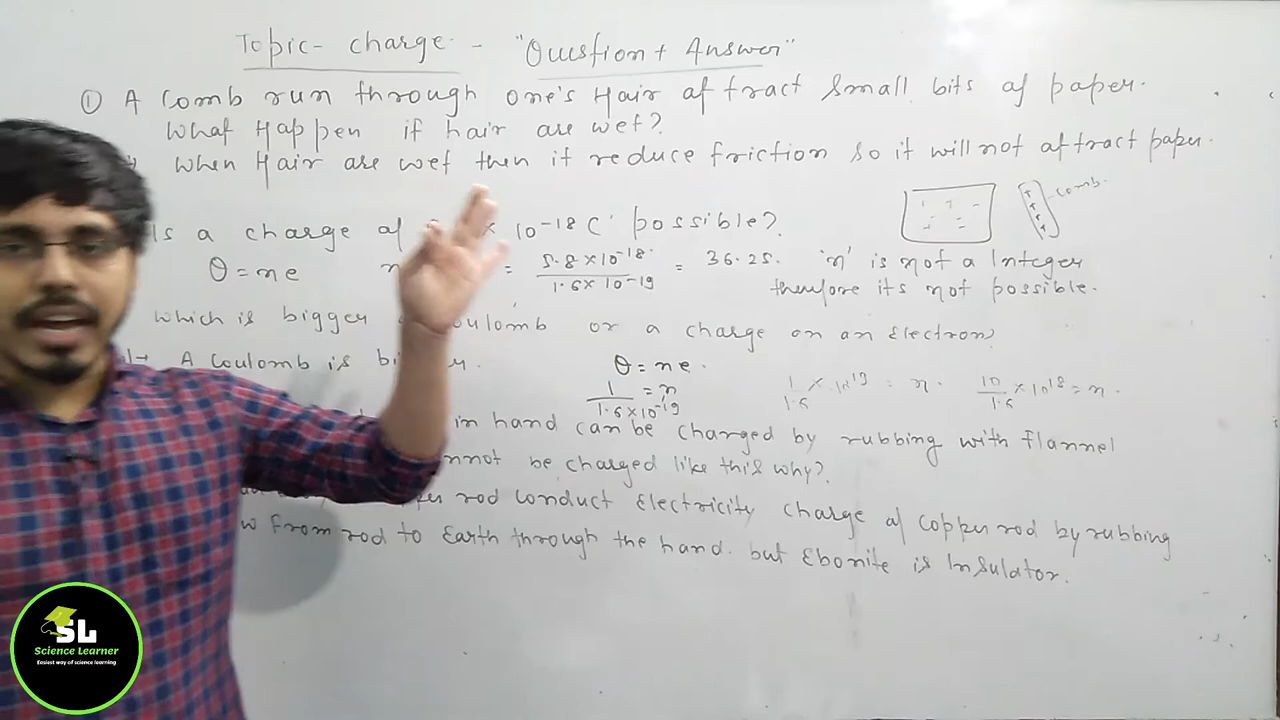 Topic - charge - "Question + Answer"
① A Comb run through one's Hair attract small bits of paper.
What Happen if hair are wet?
When Hair are wet then it reduce friction so it will not attract paper.
comb.
Is a charge of × 10⁻¹⁸ C possible?
Q = ne n = 5.8 × 10⁻¹⁸ / 1.6 × 10⁻¹⁹ = 36.25. 'n' is not a Integer
therefore its not possible.
which is bigger Coulomb or a charge on an Electron?
A Coulomb is
Q = ne.
1 / 1.6 × 10⁻¹⁹ = n
1 / 1.6 × 10¹⁹ = n. 10 / 1.6 × 10¹⁸ = n.
in hand can be charged by rubbing with flannel
be charged like this why?
rod conduct Electricity charge of Copper rod by rubbing
from rod to Earth through the hand. but Ebonite is Insulator.
SL
Science Learner
Easiest way of science learning